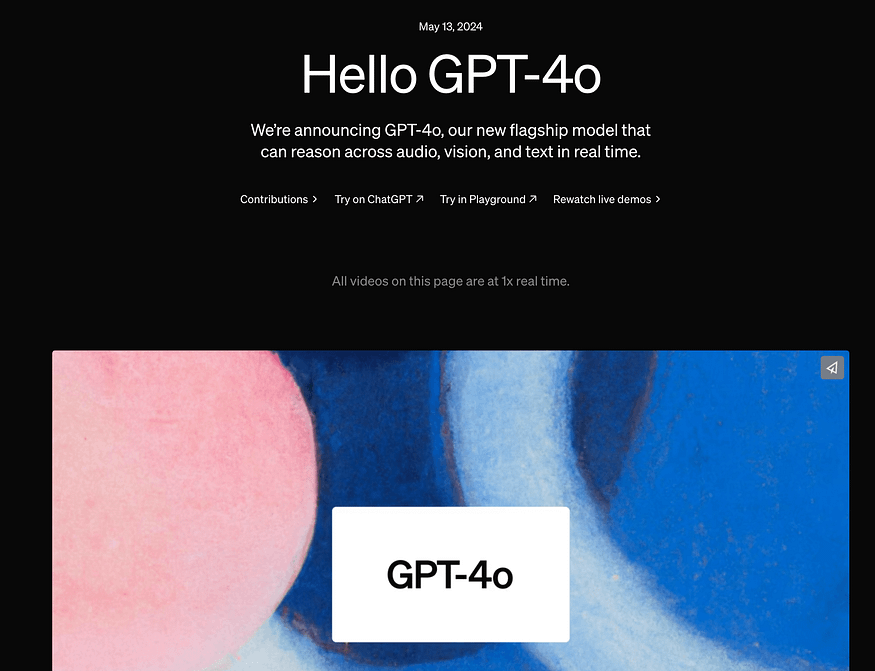 May 13, 2024
Hello GPT-4o
We’re announcing GPT-4o, our new flagship model that
can reason across audio, vision, and text in real time.
Contributions > Try on ChatGPT ↗ Try in Playground ↗ Rewatch live demos >
All videos on this page are at 1x real time.
GPT-4o